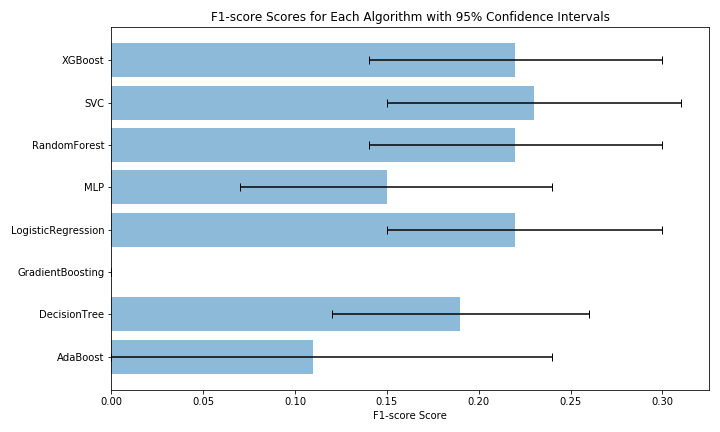 F1-score Scores for Each Algorithm with 95% Confidence Intervals
XGBoost
SVC
RandomForest
MLP
LogisticRegression
GradientBoosting
DecisionTree
AdaBoost
0.00 0.05 0.10 0.15 0.20 0.25 0.30
F1-score Score